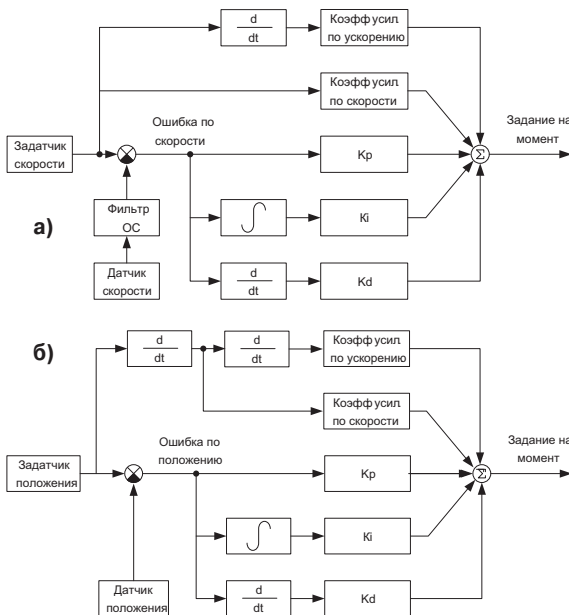 d
dt
Коэфф усил.
по ускорению
Коэфф усил.
по скорости
Задатчик
скорости
Ошибка по
скорости
Kp
Σ
Задание на
момент
а)
Фильтр
ОС
∫
Ki
Датчик
скорости
d
dt
Kd
б)
d
dt
d
dt
Коэфф усил.
по ускорению
Коэфф усил.
по скорости
Задатчик
положения
Ошибка по
положению
Kp
Σ
Задание на
момент
∫
Ki
Датчик
положения
d
dt
Kd